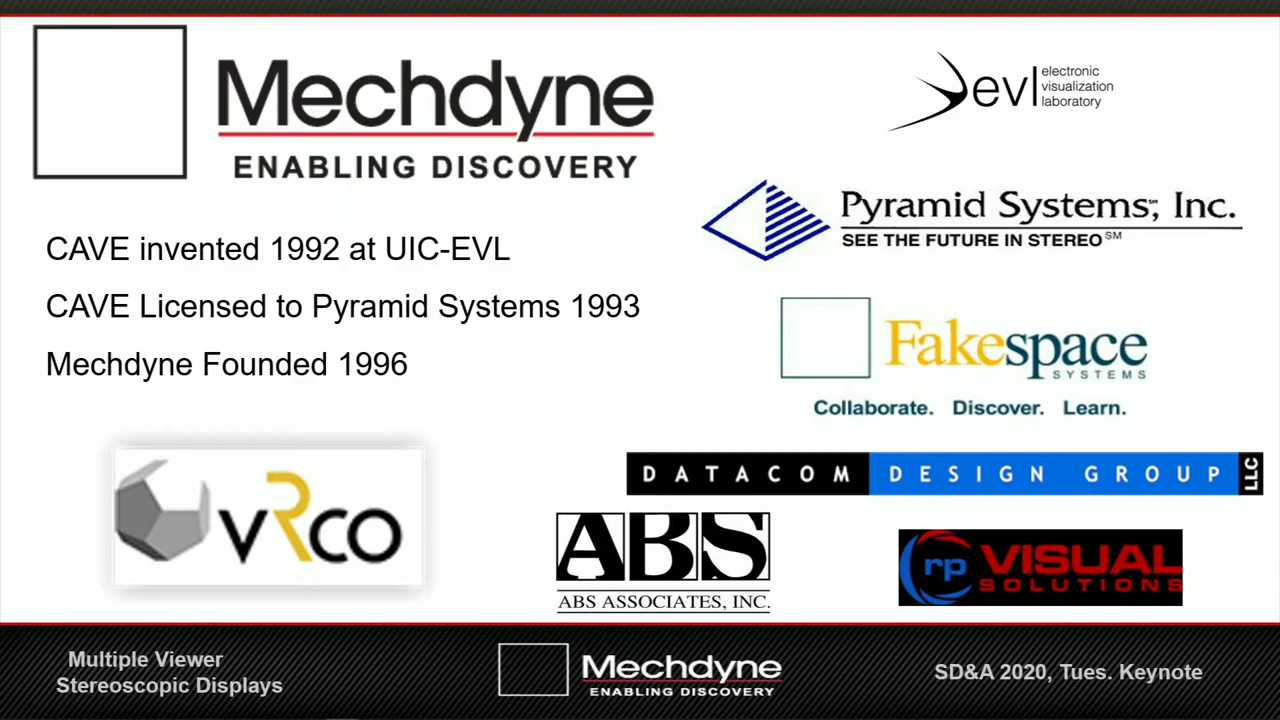 Mechdyne
ENABLING DISCOVERY
evl electronic
visualization
laboratory
Pyramid Systems, Inc.
SEE THE FUTURE IN STEREO℠
CAVE invented 1992 at UIC-EVL
CAVE Licensed to Pyramid Systems 1993
Mechdyne Founded 1996
Fakespace
SYSTEMS
Collaborate. Discover. Learn.
vRco
DATACOM DESIGN GROUP LLC
ABS
ABS ASSOCIATES, INC.
rp VISUAL
SOLUTIONS
Multiple Viewer
Stereoscopic Displays
Mechdyne
ENABLING DISCOVERY
SD&A 2020, Tues. Keynote